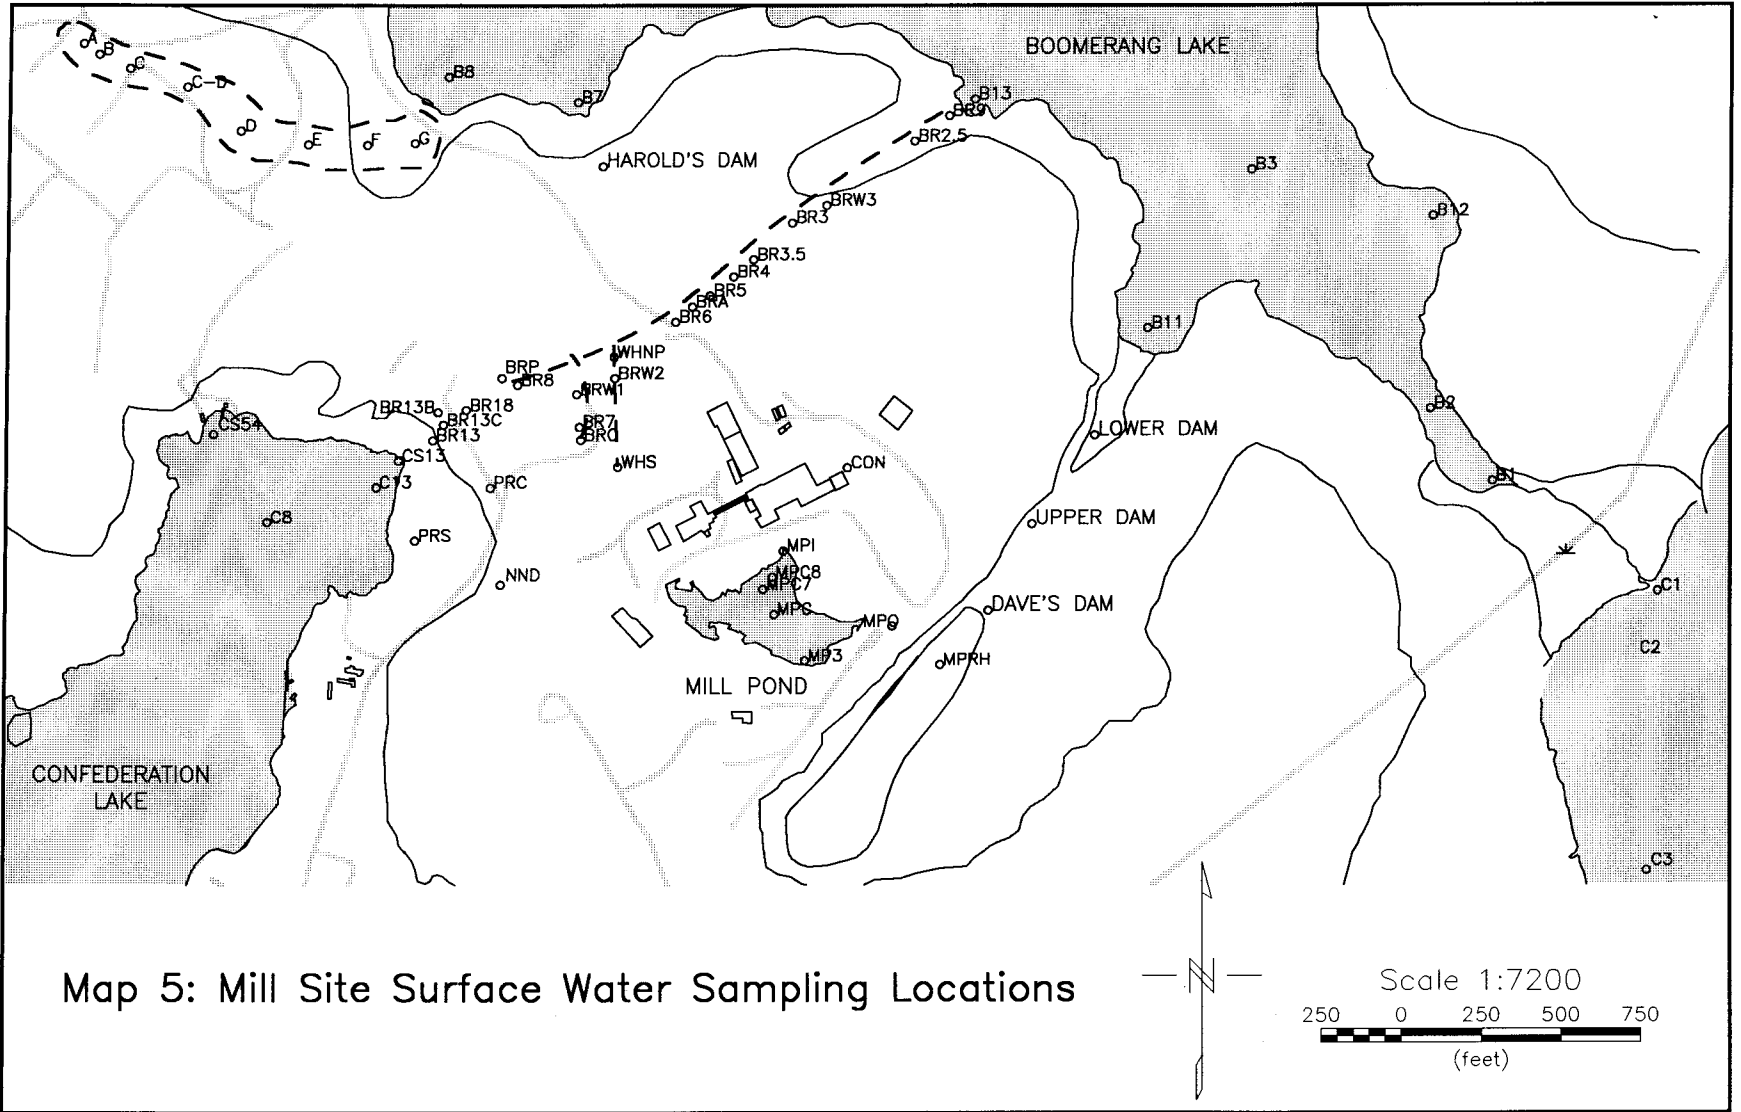 BOOMERANG LAKE
A
B
C
C-D
D
E
F
G
B8
B7
B13
BR9
BR2.5
HAROLD'S DAM
B3
BRW3
BR3
B12
BR3.5
BR4
BR5
BRA
BR6
B11
WHNP
BRP
BR8
BRW2
BRW1
BR13B
BR18
BR13C
BR13
BR7
B2
CS54
LOWER DAM
CS13
WHS
CON
C13
PRC
B1
C8
UPPER DAM
PRS
MPI
NND
MPC8
MPC7
C1
MPC
DAVE'S DAM
MPO
MP3
MPRH
C2
MILL POND
CONFEDERATION
LAKE
C3
Map 5: Mill Site Surface Water Sampling Locations
N
Scale 1:7200
250 0 250 500 750
(feet)